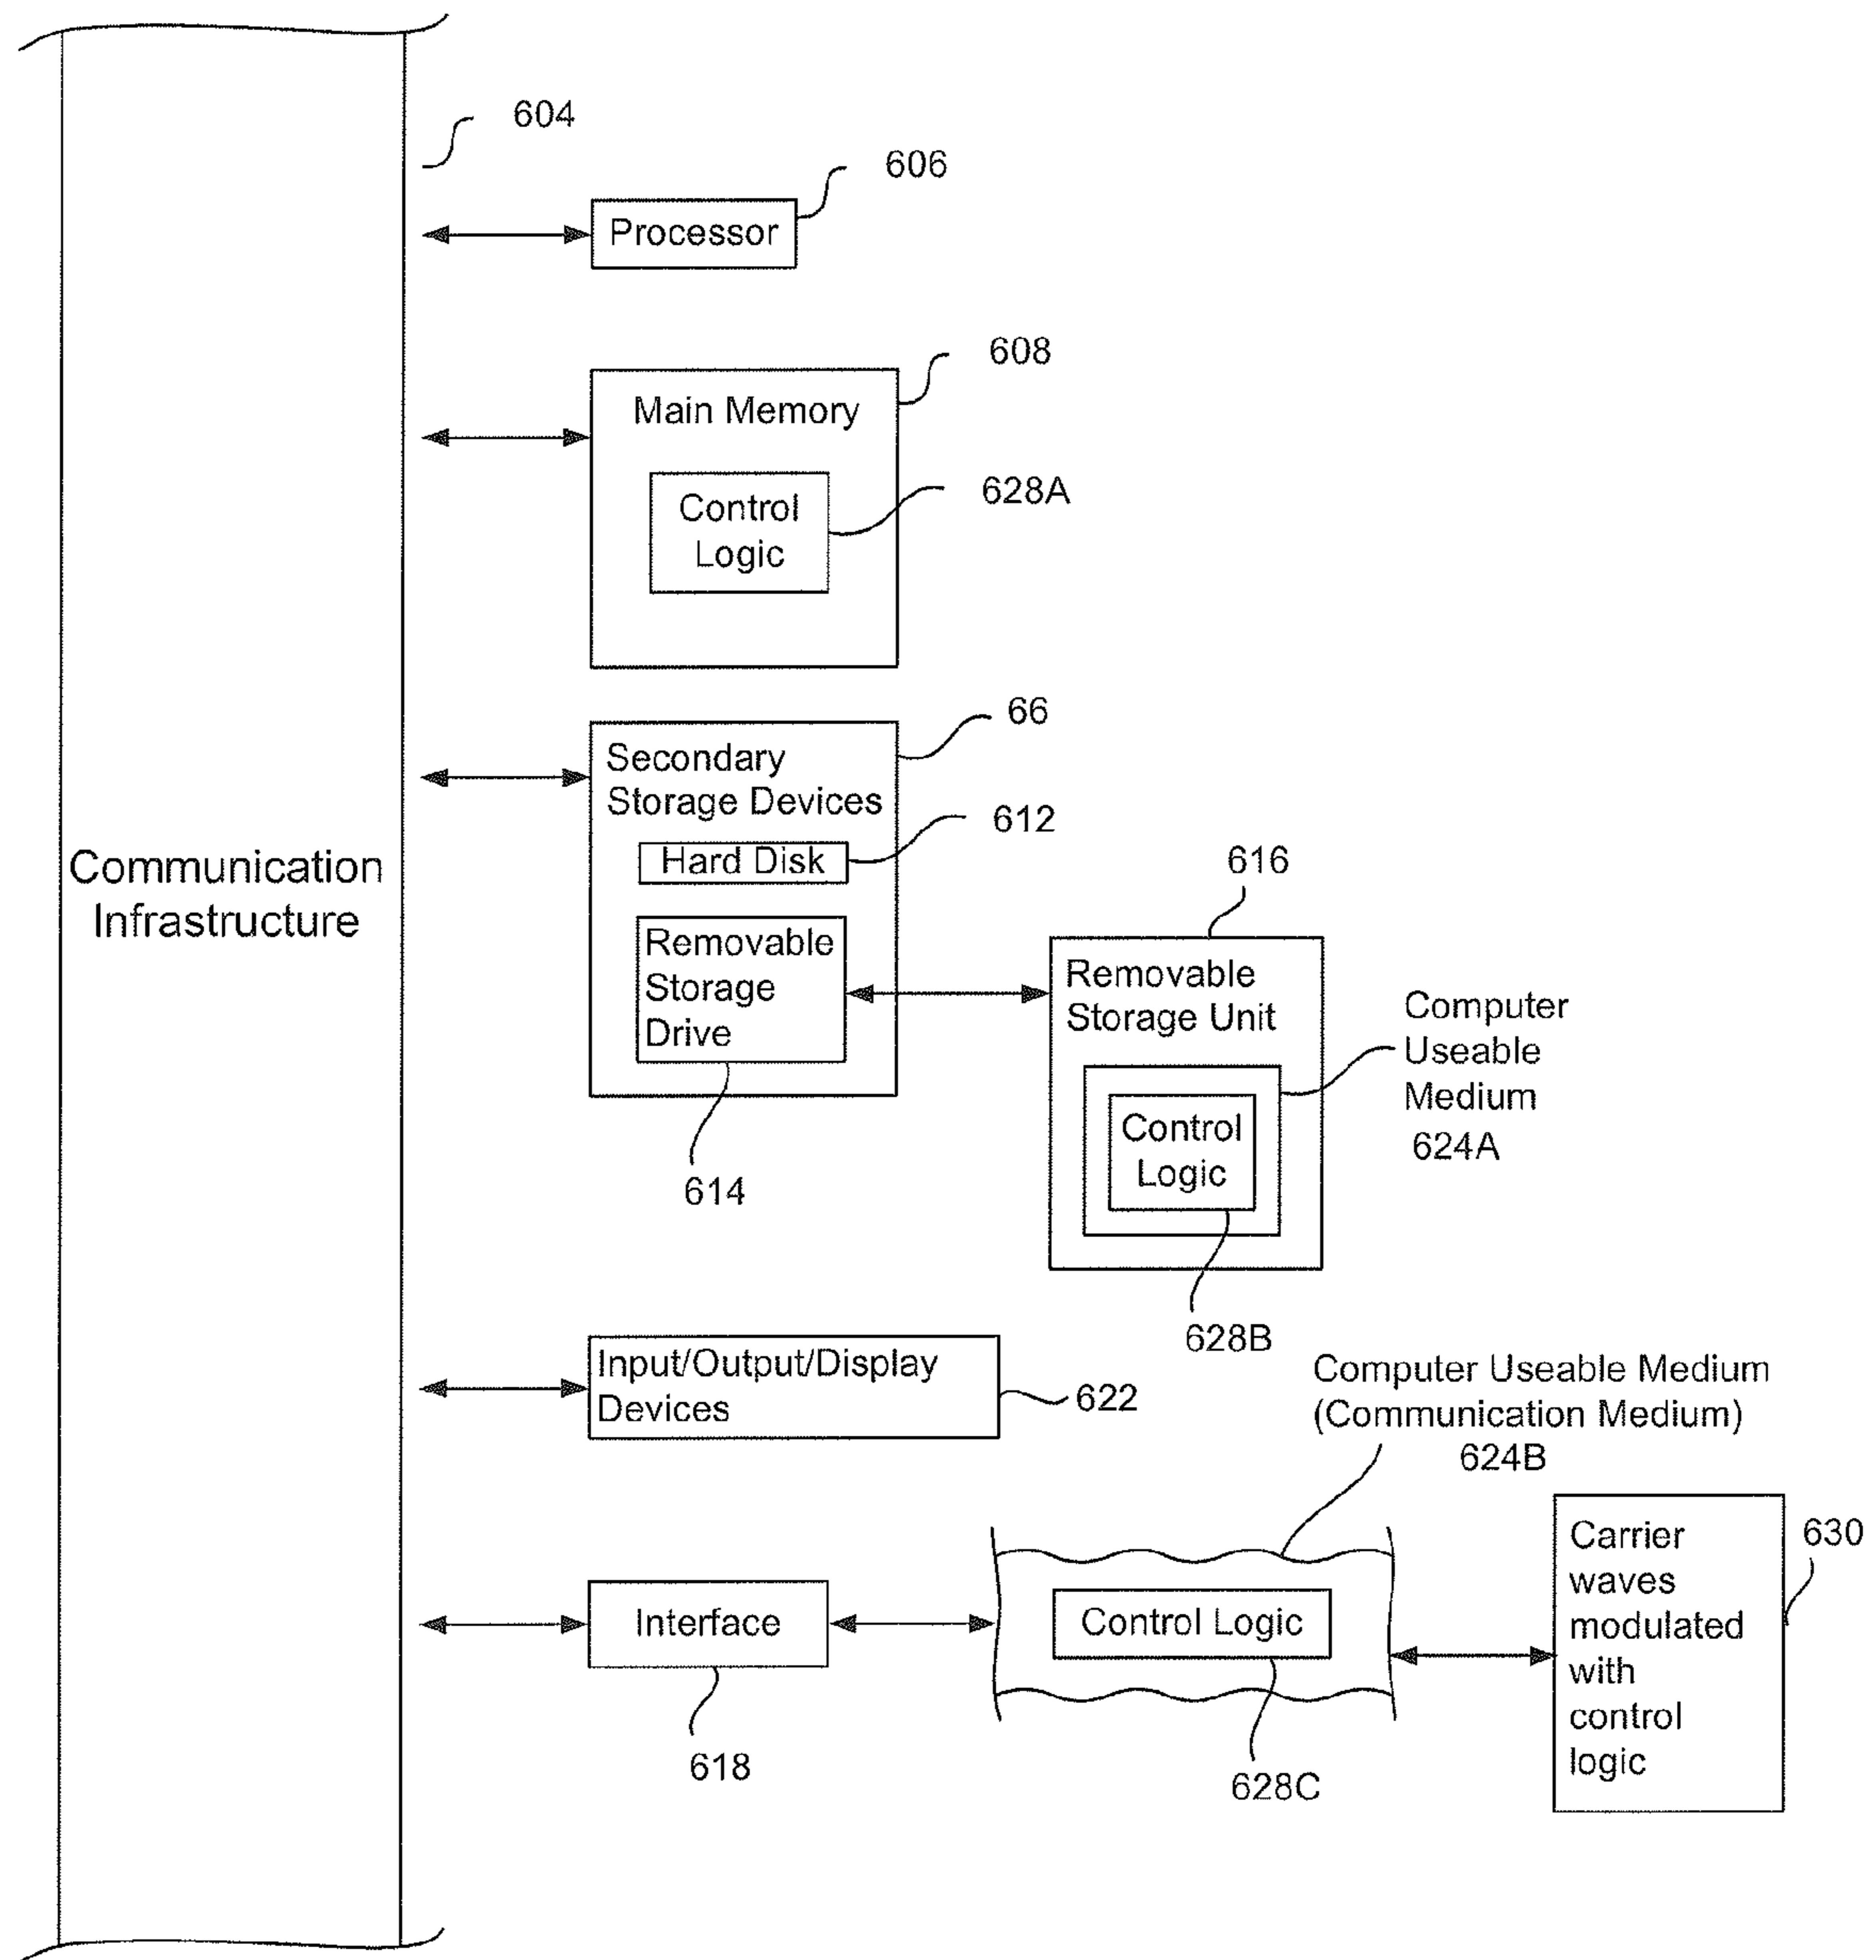 604
606
Processor
608
Main Memory
628A
Control
Logic
66
Secondary
Storage Devices
612
Hard Disk
Communication
Infrastructure
616
Removable
Storage
Drive
Removable
Storage Unit
Computer
Useable
Medium
624A
Control
Logic
614
628B
Input/Output/Display
Devices
622
Computer Useable Medium
(Communication Medium)
624B
Interface
618
Control Logic
628C
Carrier
waves
modulated
with
control
logic
630